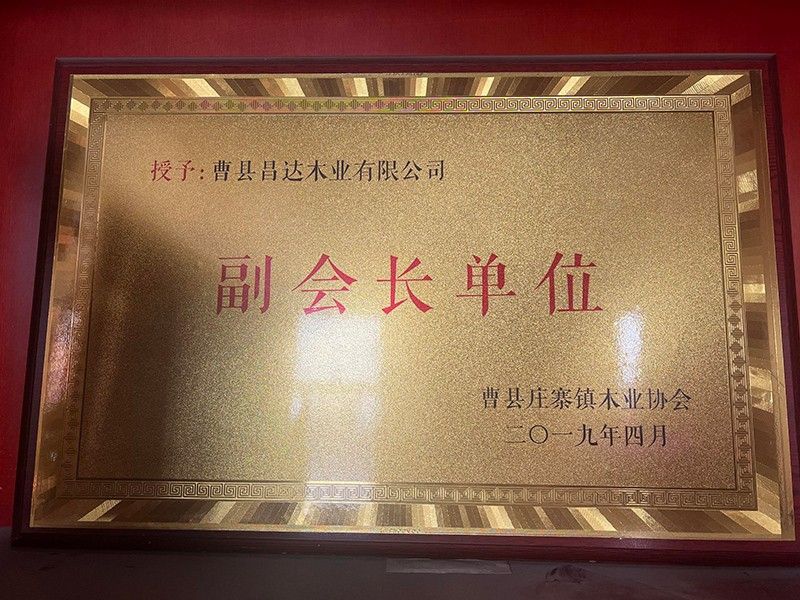 授予:曹县昌达木业有限公司
副会长单位
曹县庄寨镇木业协会
二〇一九年四月